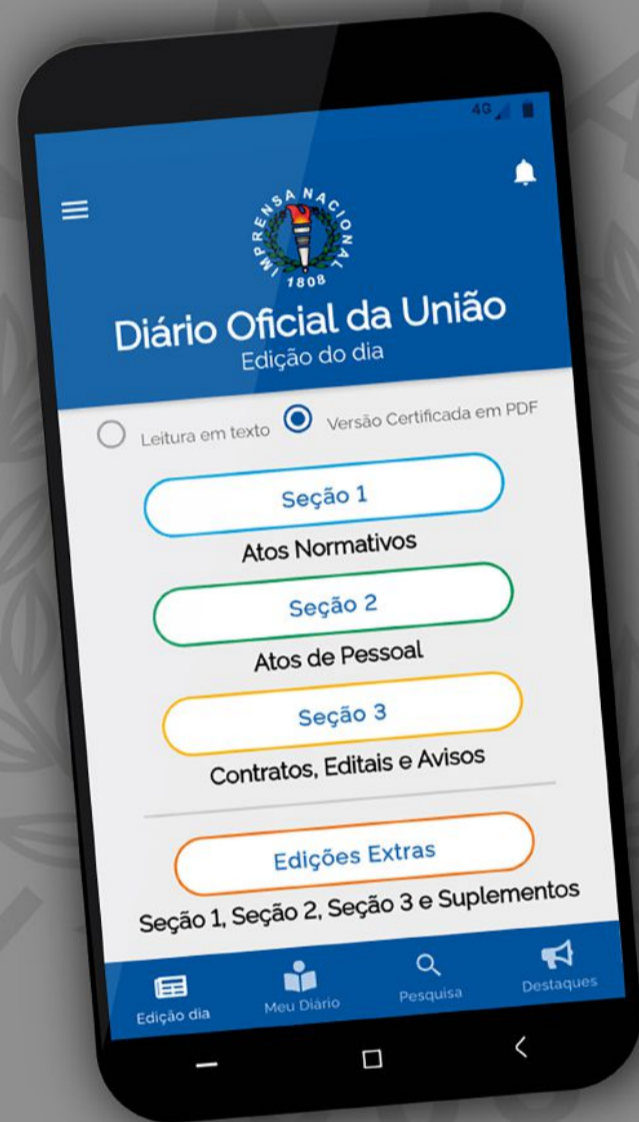 4G
IMPRENSA NACIONAL
1808
Diário Oficial da União
Edição do dia
Leitura em texto Versão Certificada em PDF
Seção 1
Atos Normativos
Seção 2
Atos de Pessoal
Seção 3
Contratos, Editais e Avisos
Edições Extras
Seção 1, Seção 2, Seção 3 e Suplementos
Edição dia Meu Diário Pesquisa Destaques